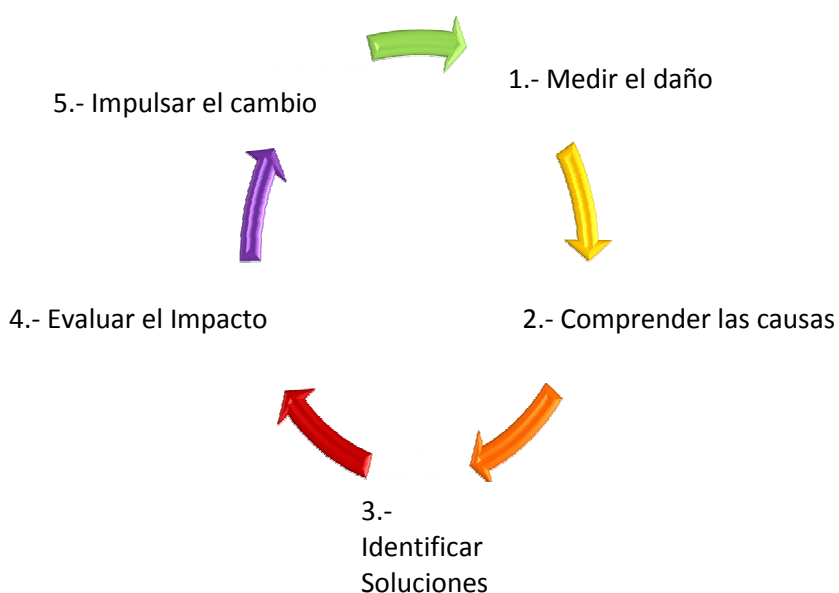 1.- Medir el daño
2.- Comprender las causas
3.-
Identificar
Soluciones
4.- Evaluar el Impacto
5.- Impulsar el cambio